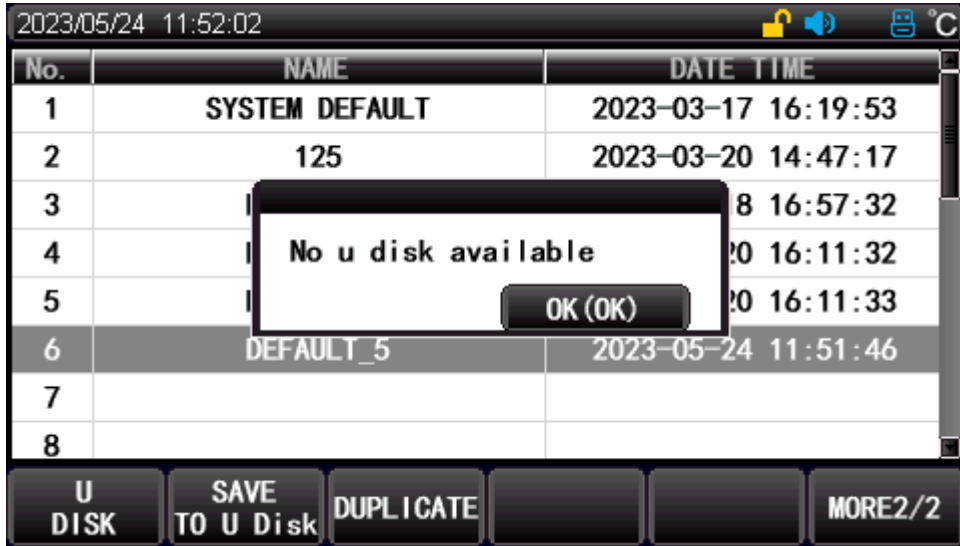 2023/05/24 11:52:02 °C
No. NAME DATE TIME
1 SYSTEM DEFAULT 2023-03-17 16:19:53
2 125 2023-03-20 14:47:17
3 8 16:57:32
No u disk available
4 20 16:11:32
OK(OK)
5 20 16:11:33
6 DEFAULT_5 2023-05-24 11:51:46
7
8
U DISK
SAVE TO U Disk
DUPLICATE
MORE2/2